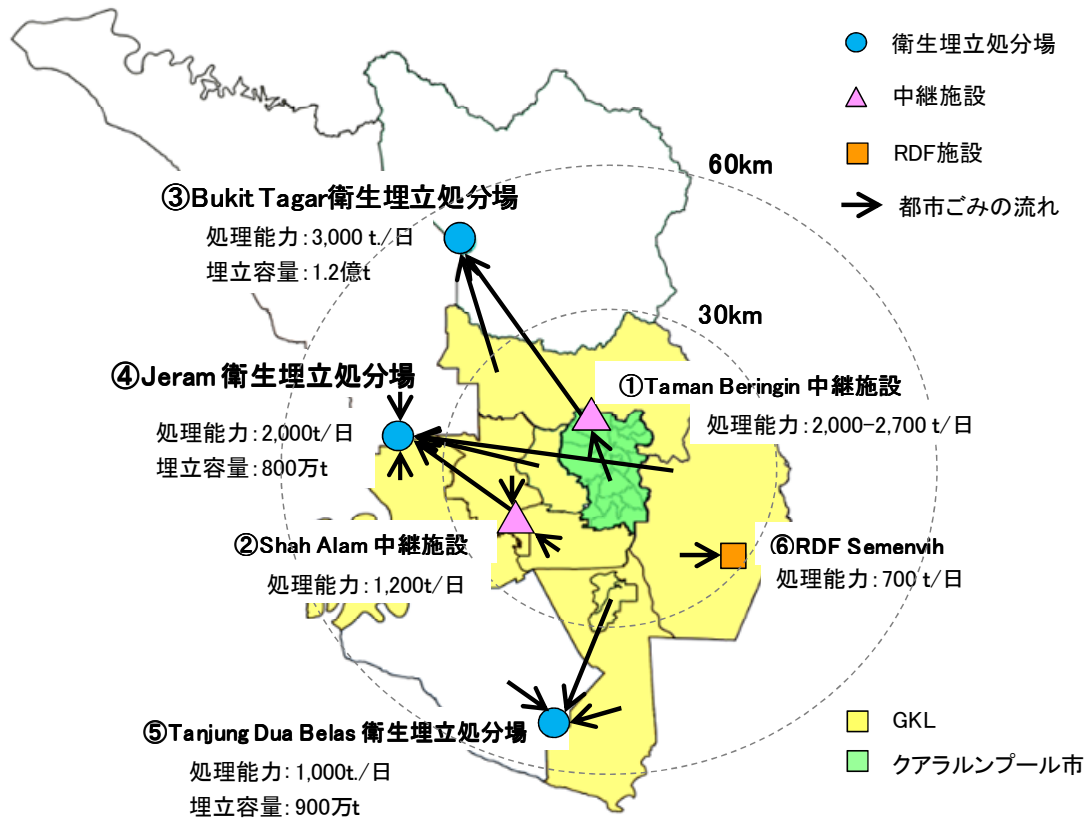 衛生埋立処分場
中継施設
RDF施設
都市ごみの流れ
60km
③Bukit Tagar衛生埋立処分場
処理能力:3,000 t./日
埋立容量:1.2億t
30km
④Jeram 衛生埋立処分場
処理能力:2,000t/日
埋立容量:800万t
①Taman Beringin 中継施設
処理能力:2,000-2,700 t/日
②Shah Alam 中継施設
処理能力:1,200t/日
⑥RDF Semenvih
処理能力:700 t/日
⑤Tanjung Dua Belas 衛生埋立処分場
処理能力:1,000t./日
埋立容量:900万t
GKL
クアラルンプール市